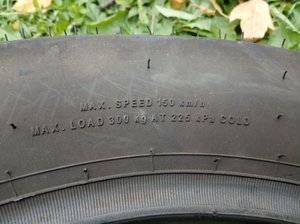 MAX. SPEED 150 km/h
MAX. LOAD 300 kg AT 225 kPa COLD